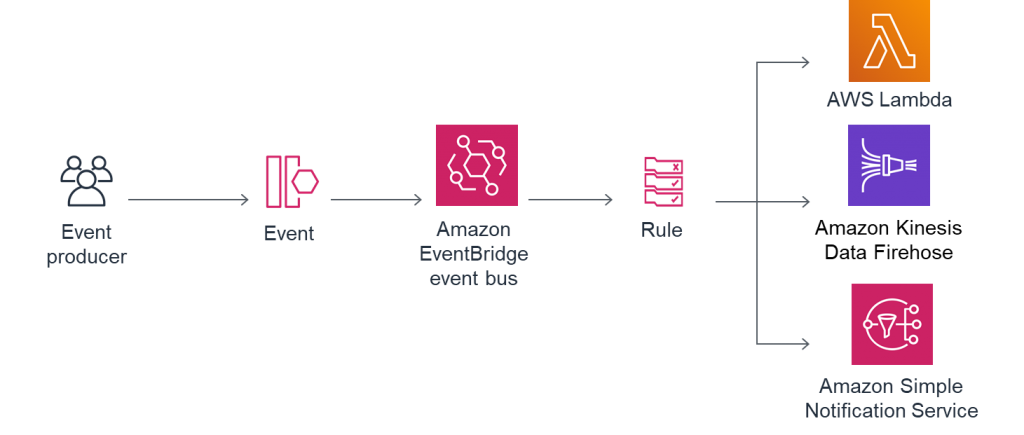 Event
producer
Event
Amazon
EventBridge
event bus
Rule
AWS Lambda
Amazon Kinesis
Data Firehose
Amazon Simple
Notification Service